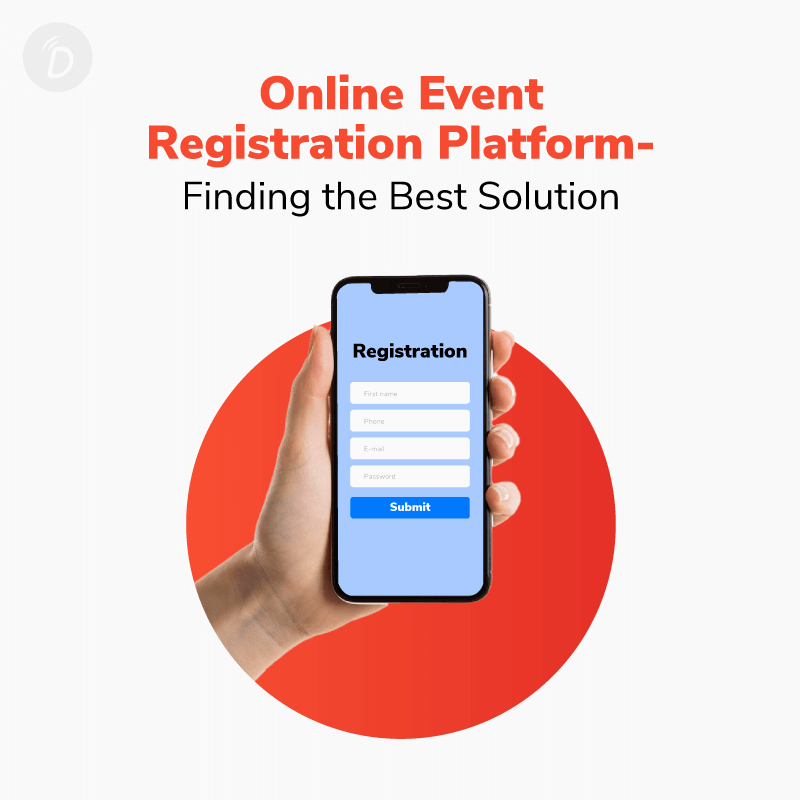 D
Online Event
Registration Platform-
Finding the Best Solution
Registration
First name
Phone
E-mail
Password
Submit